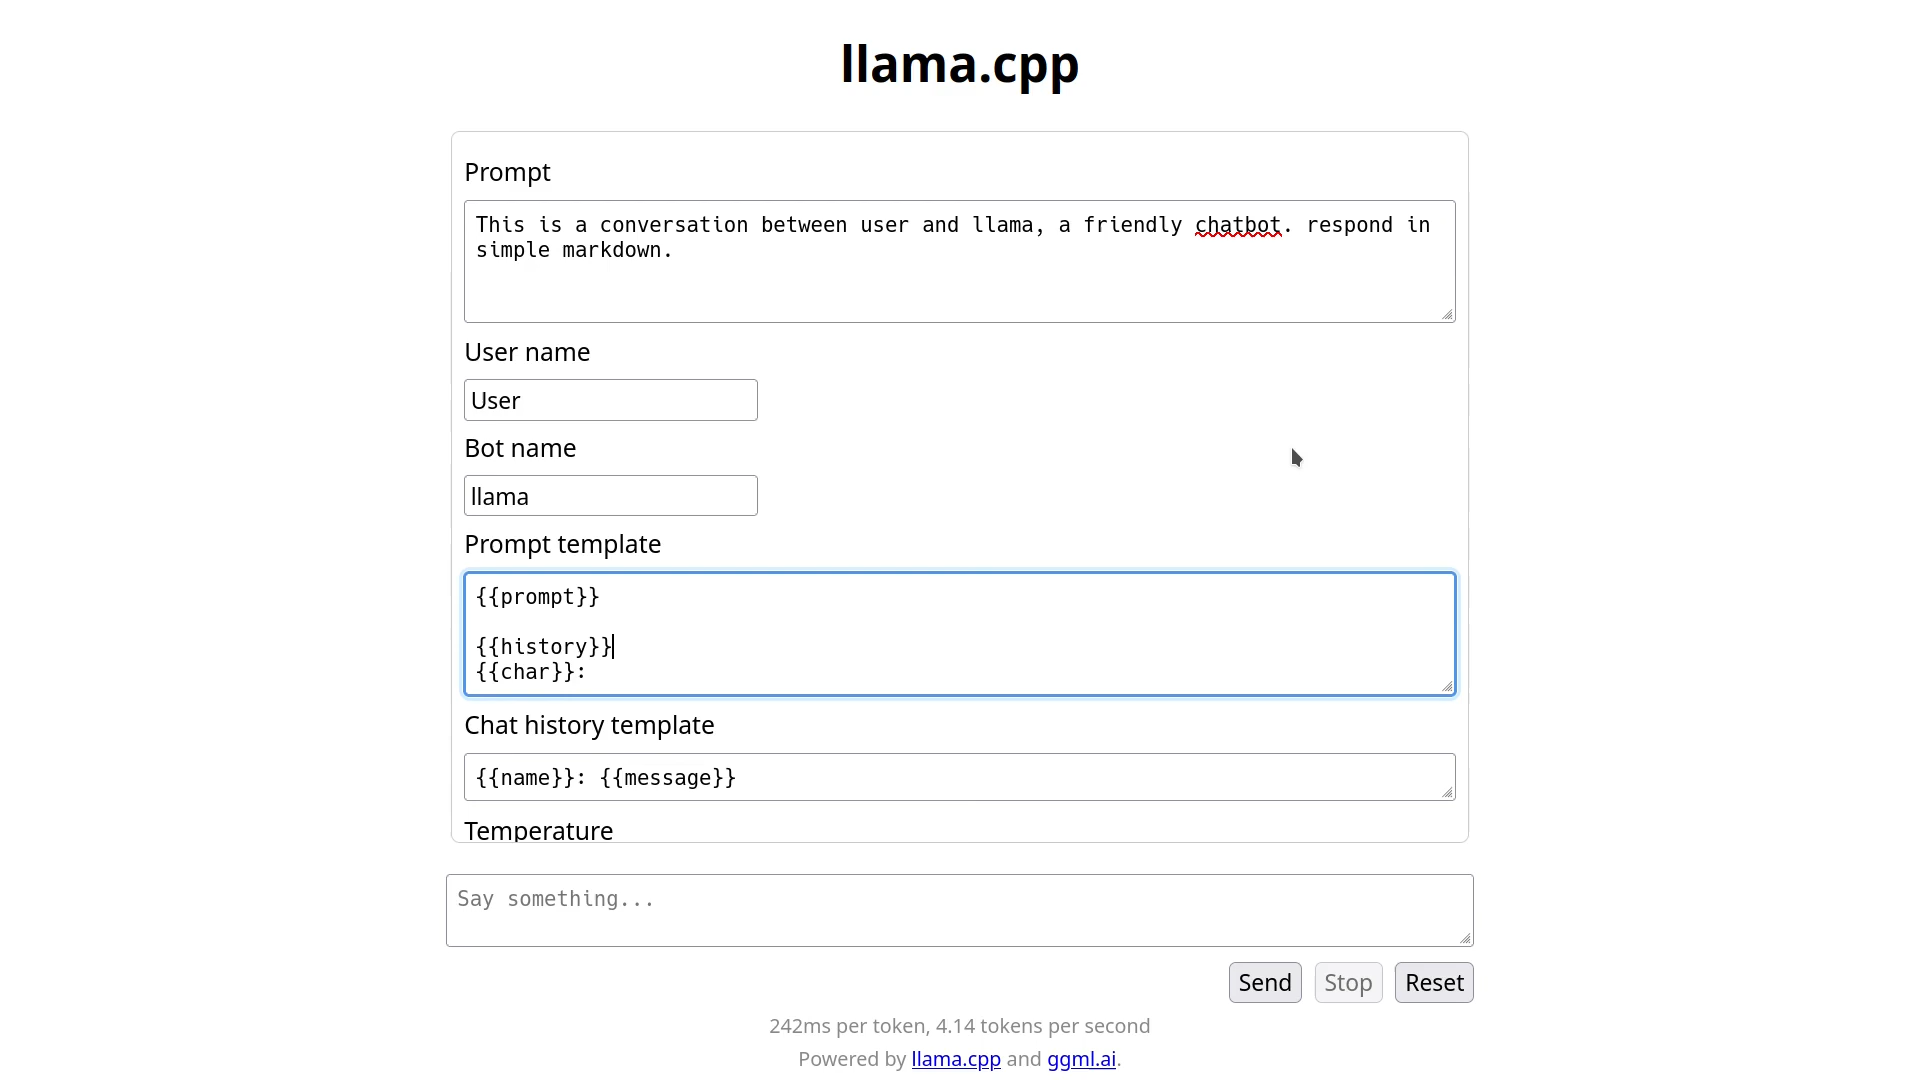 llama.cpp
Prompt
This is a conversation between user and llama, a friendly chatbot. respond in
simple markdown.
User name
User
Bot name
llama
Prompt template
{{prompt}}
{{history}}
{{char}}:
Chat history template
{{name}}: {{message}}
Temperature
Say something...
Send Stop Reset
242ms per token, 4.14 tokens per second
Powered by llama.cpp and ggml.ai.